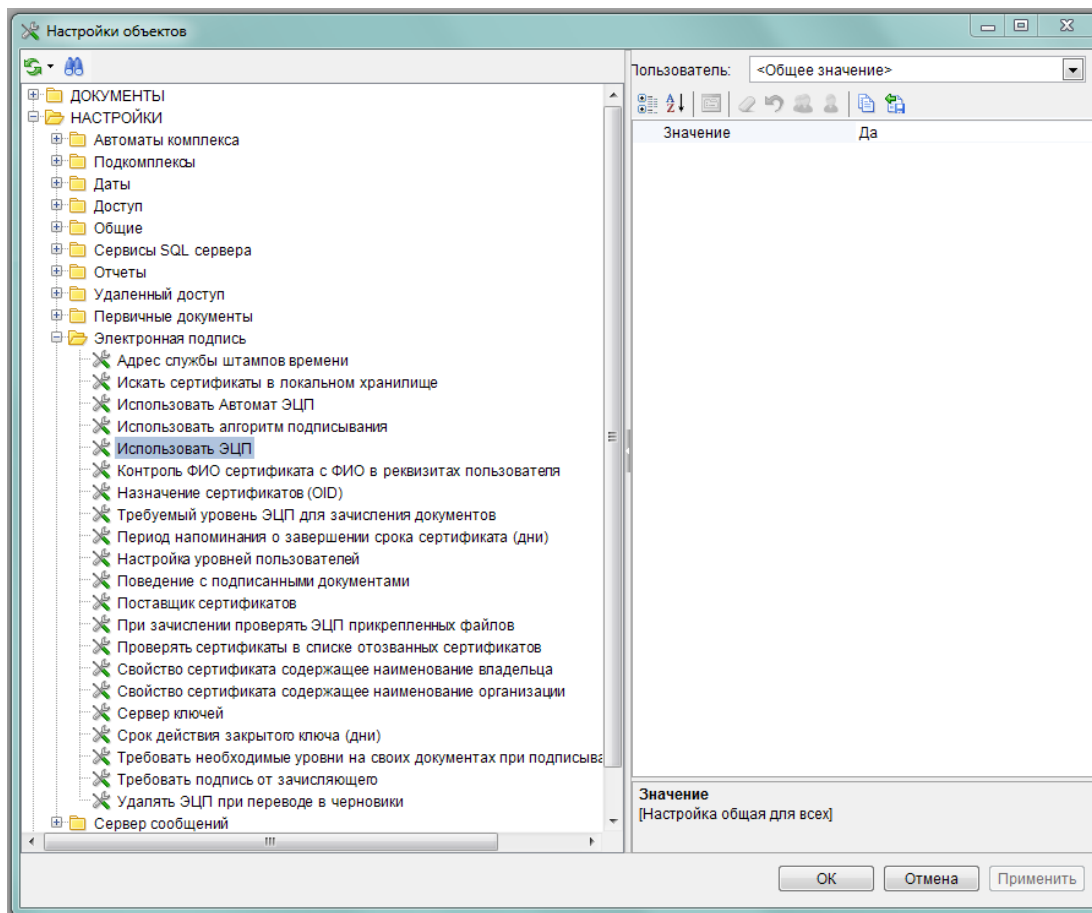 Настройки объектов
Пользователь: <Общее значение>
ДОКУМЕНТЫ
НАСТРОЙКИ
Автоматы комплекса
Подкомплексы
Даты
Доступ
Общие
Сервисы SQL сервера
Отчеты
Удаленный доступ
Первичные документы
Электронная подпись
Адрес службы штампов времени
Искать сертификаты в локальном хранилище
Использовать Автомат ЭЦП
Использовать алгоритм подписывания
Использовать ЭЦП
Контроль ФИО сертификата с ФИО в реквизитах пользователя
Назначение сертификатов (OID)
Требуемый уровень ЭЦП для зачисления документов
Период напоминания о завершении срока сертификата (дни)
Настройка уровней пользователей
Поведение с подписанными документами
Поставщик сертификатов
При зачислении проверять ЭЦП прикрепленных файлов
Проверять сертификаты в списке отозванных сертификатов
Свойство сертификата содержащее наименование владельца
Свойство сертификата содержащее наименование организации
Сервер ключей
Срок действия закрытого ключа (дни)
Требовать необходимые уровни на своих документах при подписыва
Требовать подпись от зачисляющего
Удалять ЭЦП при переводе в черновики
Сервер сообщений
Значение Да
Значение
[Настройка общая для всех]
ОК Отмена Применить